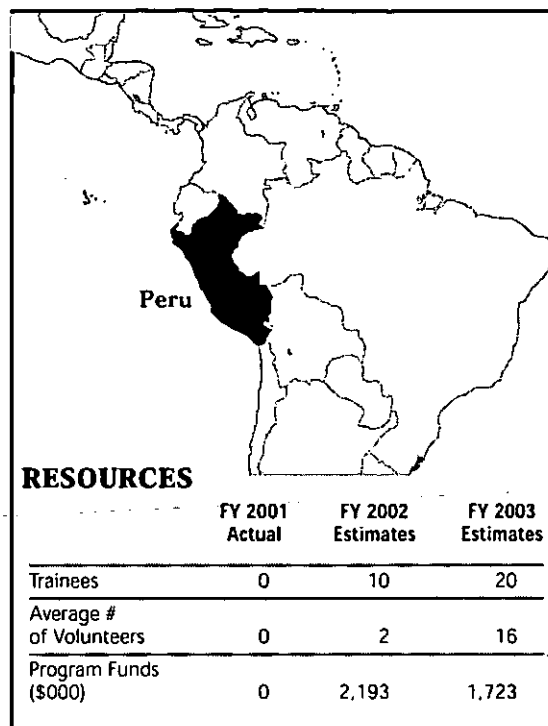 Peru
RESOURCES
FY 2001 FY 2002 FY 2003
Actual Estimates Estimates
Trainees 0 10 20
Average #
of Volunteers 0 2 16
Program Funds
($000) 0 2,193 1,723